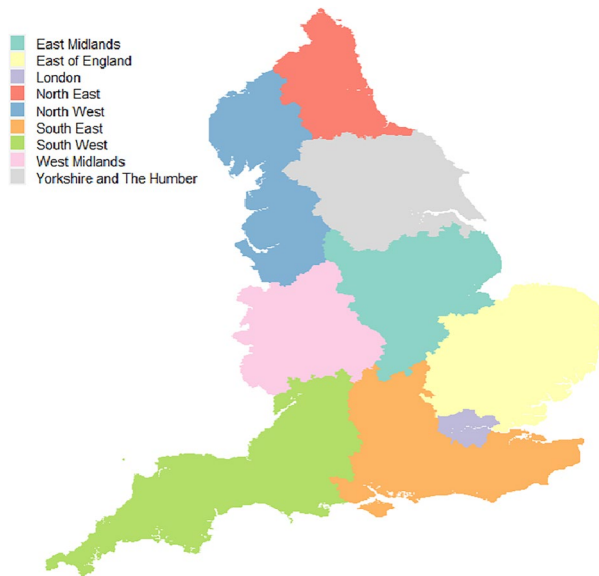 East Midlands
East of England
London
North East
North West
South East
South West
West Midlands
Yorkshire and The Humber